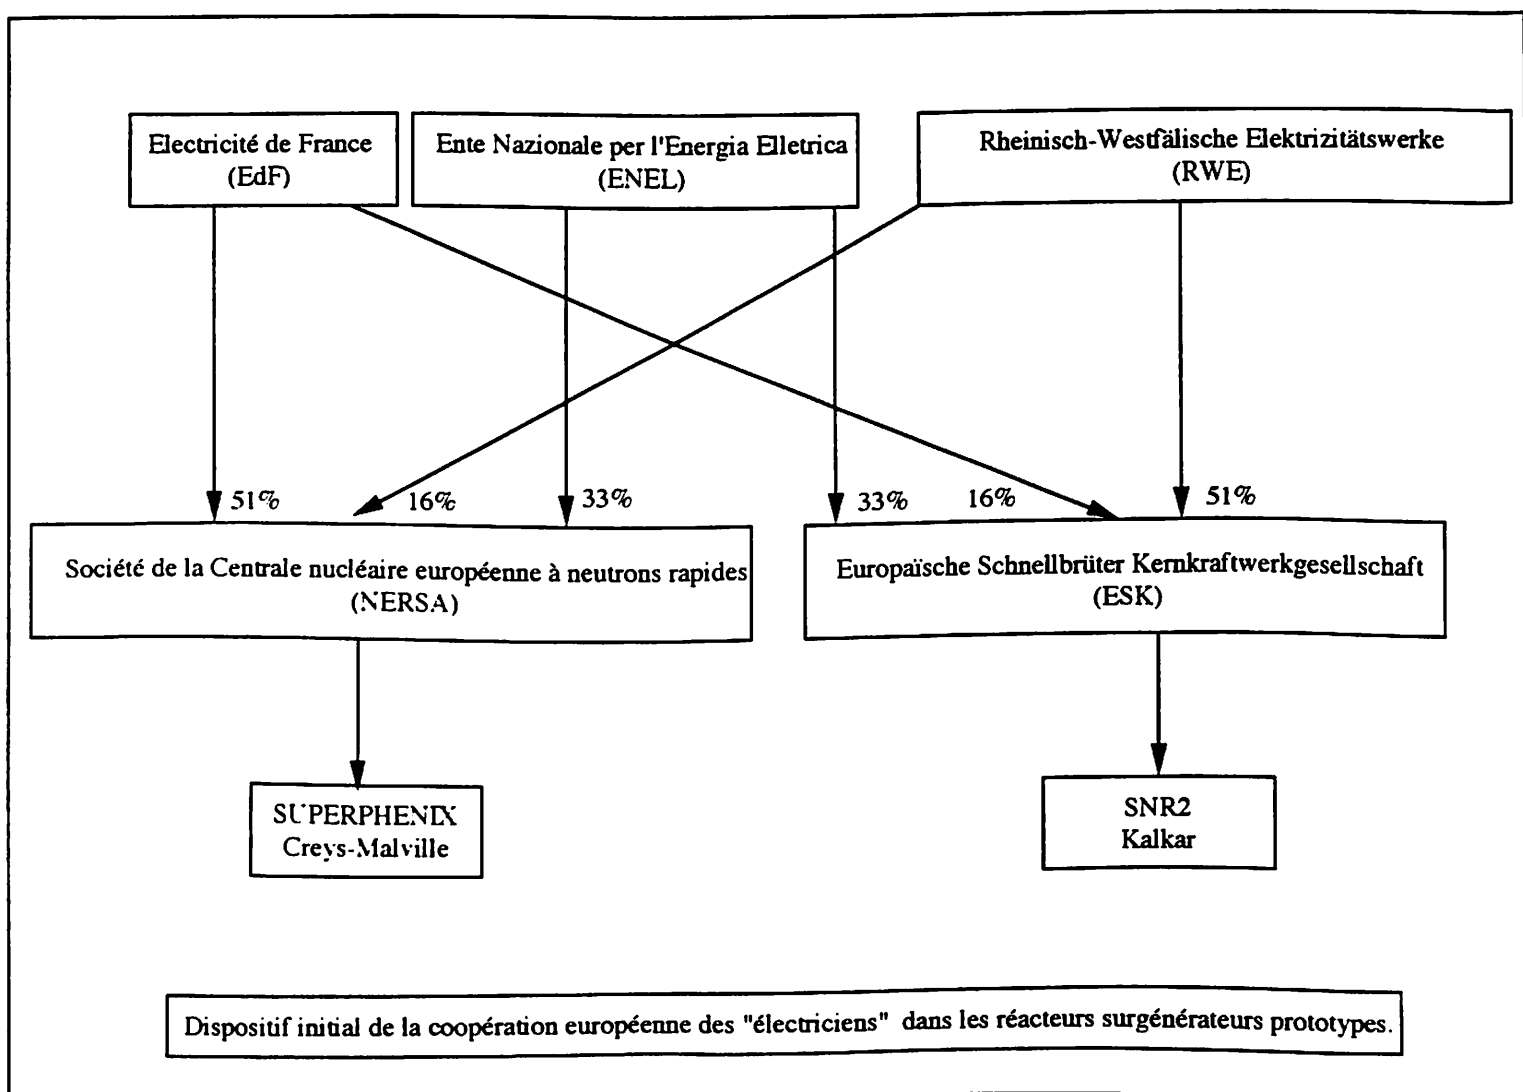 Electricité de France
(EdF)
Ente Nazionale per l'Energia Elletrica
(ENEL)
Rheinisch-Westfälische Elektrizitätswerke
(RWE)
51%
16%
33%
33%
16%
51%
Société de la Centrale nucléaire européenne à neutrons rapides
(NERSA)
Europaïsche Schnellbrüter Kernkraftwerkgesellschaft
(ESK)
SUPERPHENIX
Creys-Malville
SNR2
Kalkar
Dispositif initial de la coopération européenne des "électriciens" dans les réacteurs surgénérateurs prototypes.